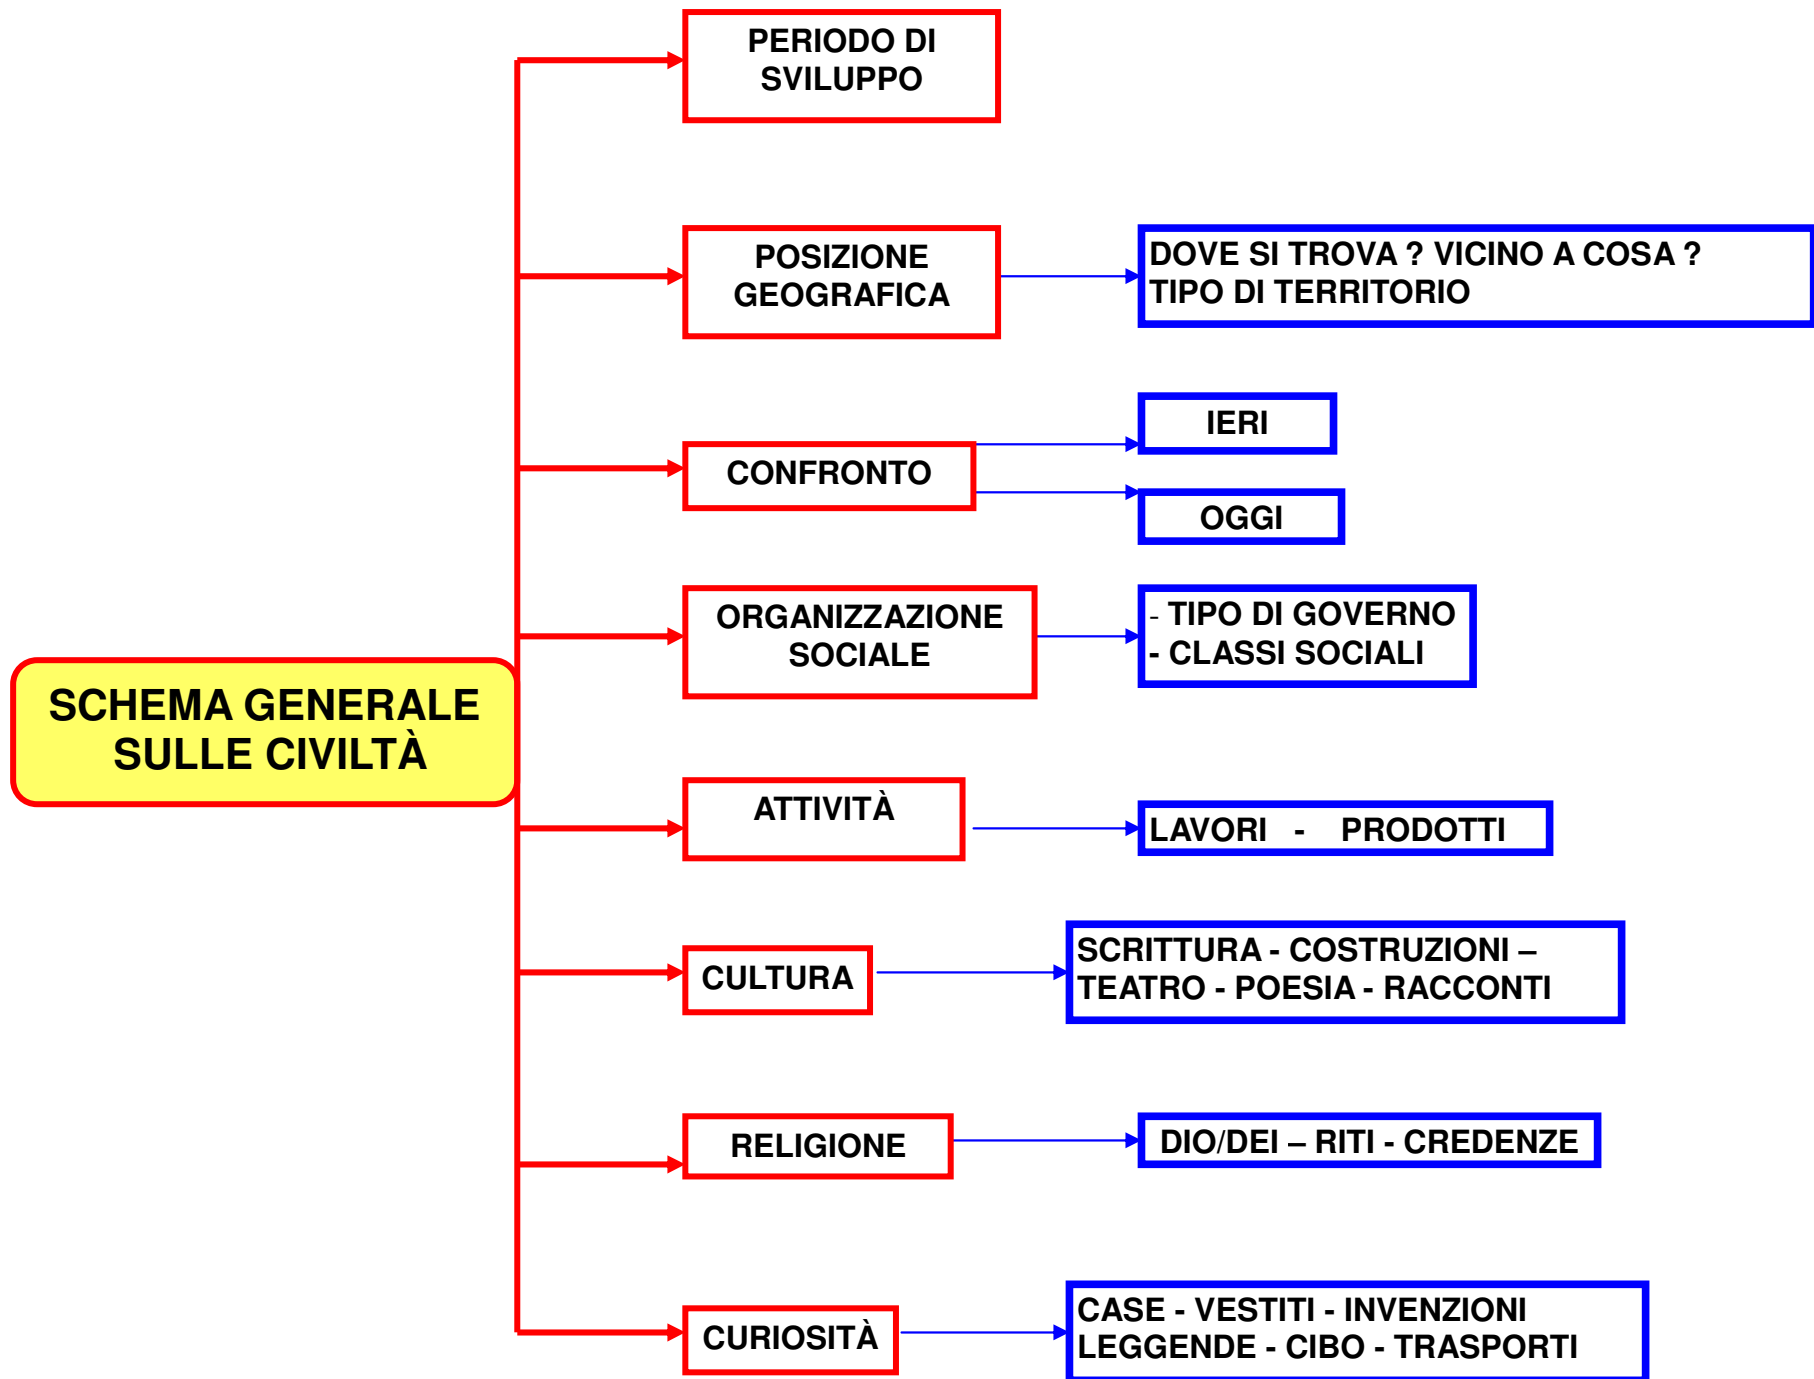 PERIODO DI
SVILUPPO
POSIZIONE
GEOGRAFICA
DOVE SI TROVA ? VICINO A COSA ?
TIPO DI TERRITORIO
IERI
CONFRONTO
OGGI
ORGANIZZAZIONE
SOCIALE
- TIPO DI GOVERNO
- CLASSI SOCIALI
SCHEMA GENERALE
SULLE CIVILTÀ
ATTIVITÀ
LAVORI - PRODOTTI
CULTURA
SCRITTURA - COSTRUZIONI –
TEATRO - POESIA - RACCONTI
RELIGIONE
DIO/DEI – RITI - CREDENZE
CURIOSITÀ
CASE - VESTITI - INVENZIONI
LEGGENDE - CIBO - TRASPORTI